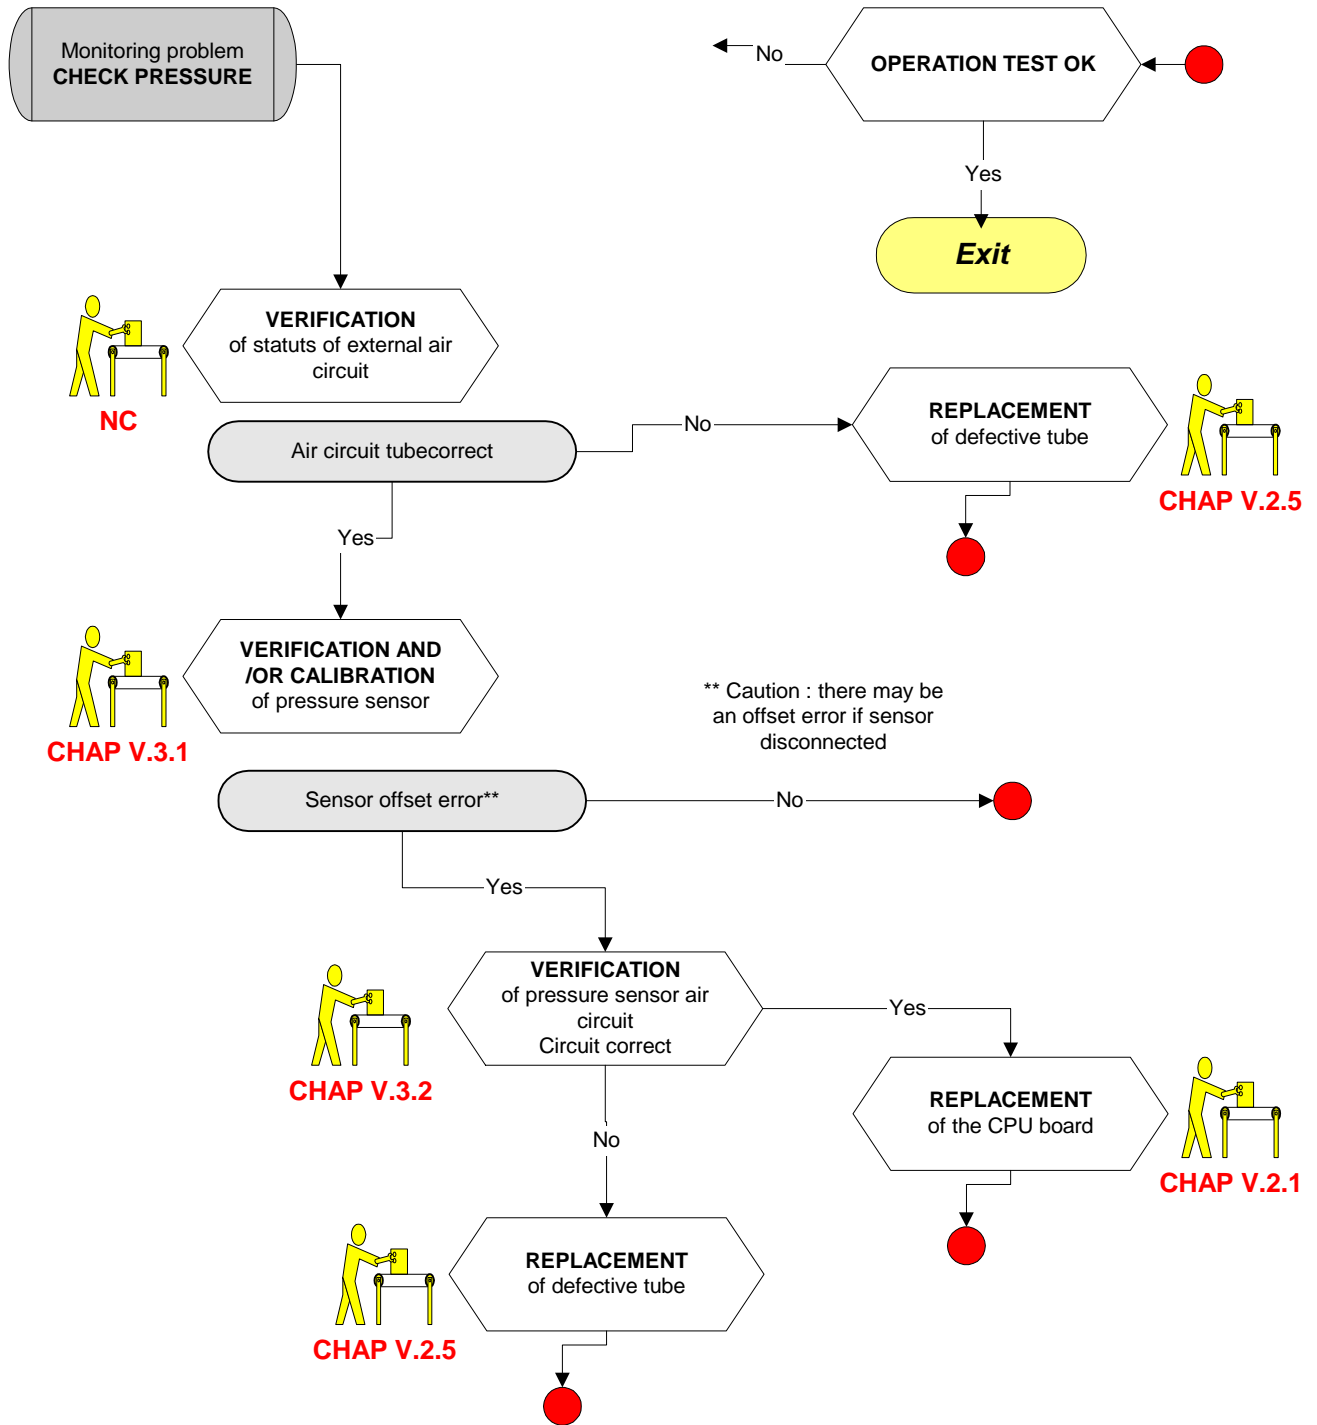 Monitoring problem
CHECK PRESSURE
No
OPERATION TEST OK
Yes
Exit
VERIFICATION
of statuts of external air
circuit
NC
Air circuit tubecorrect
No
REPLACEMENT
of defective tube
CHAP V.2.5
Yes
VERIFICATION AND
/OR CALIBRATION
of pressure sensor
CHAP V.3.1
** Caution : there may be
an offset error if sensor
disconnected
Sensor offset error**
No
Yes
VERIFICATION
of pressure sensor air
circuit
Circuit correct
CHAP V.3.2
Yes
REPLACEMENT
of the CPU board
CHAP V.2.1
No
REPLACEMENT
of defective tube
CHAP V.2.5